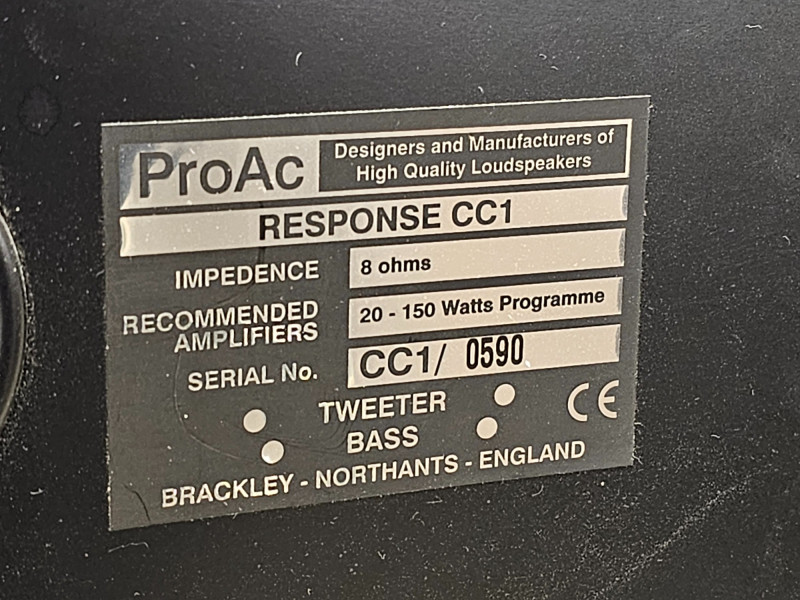 ProAc
Designers and Manufacturers of
High Quality Loudspeakers
RESPONSE CC1
IMPEDENCE 8 ohms
RECOMMENDED
AMPLIFIERS
20 - 150 Watts Programme
SERIAL No. CC1/ 0590
TWEETER
BASS
CE
BRACKLEY - NORTHANTS - ENGLAND